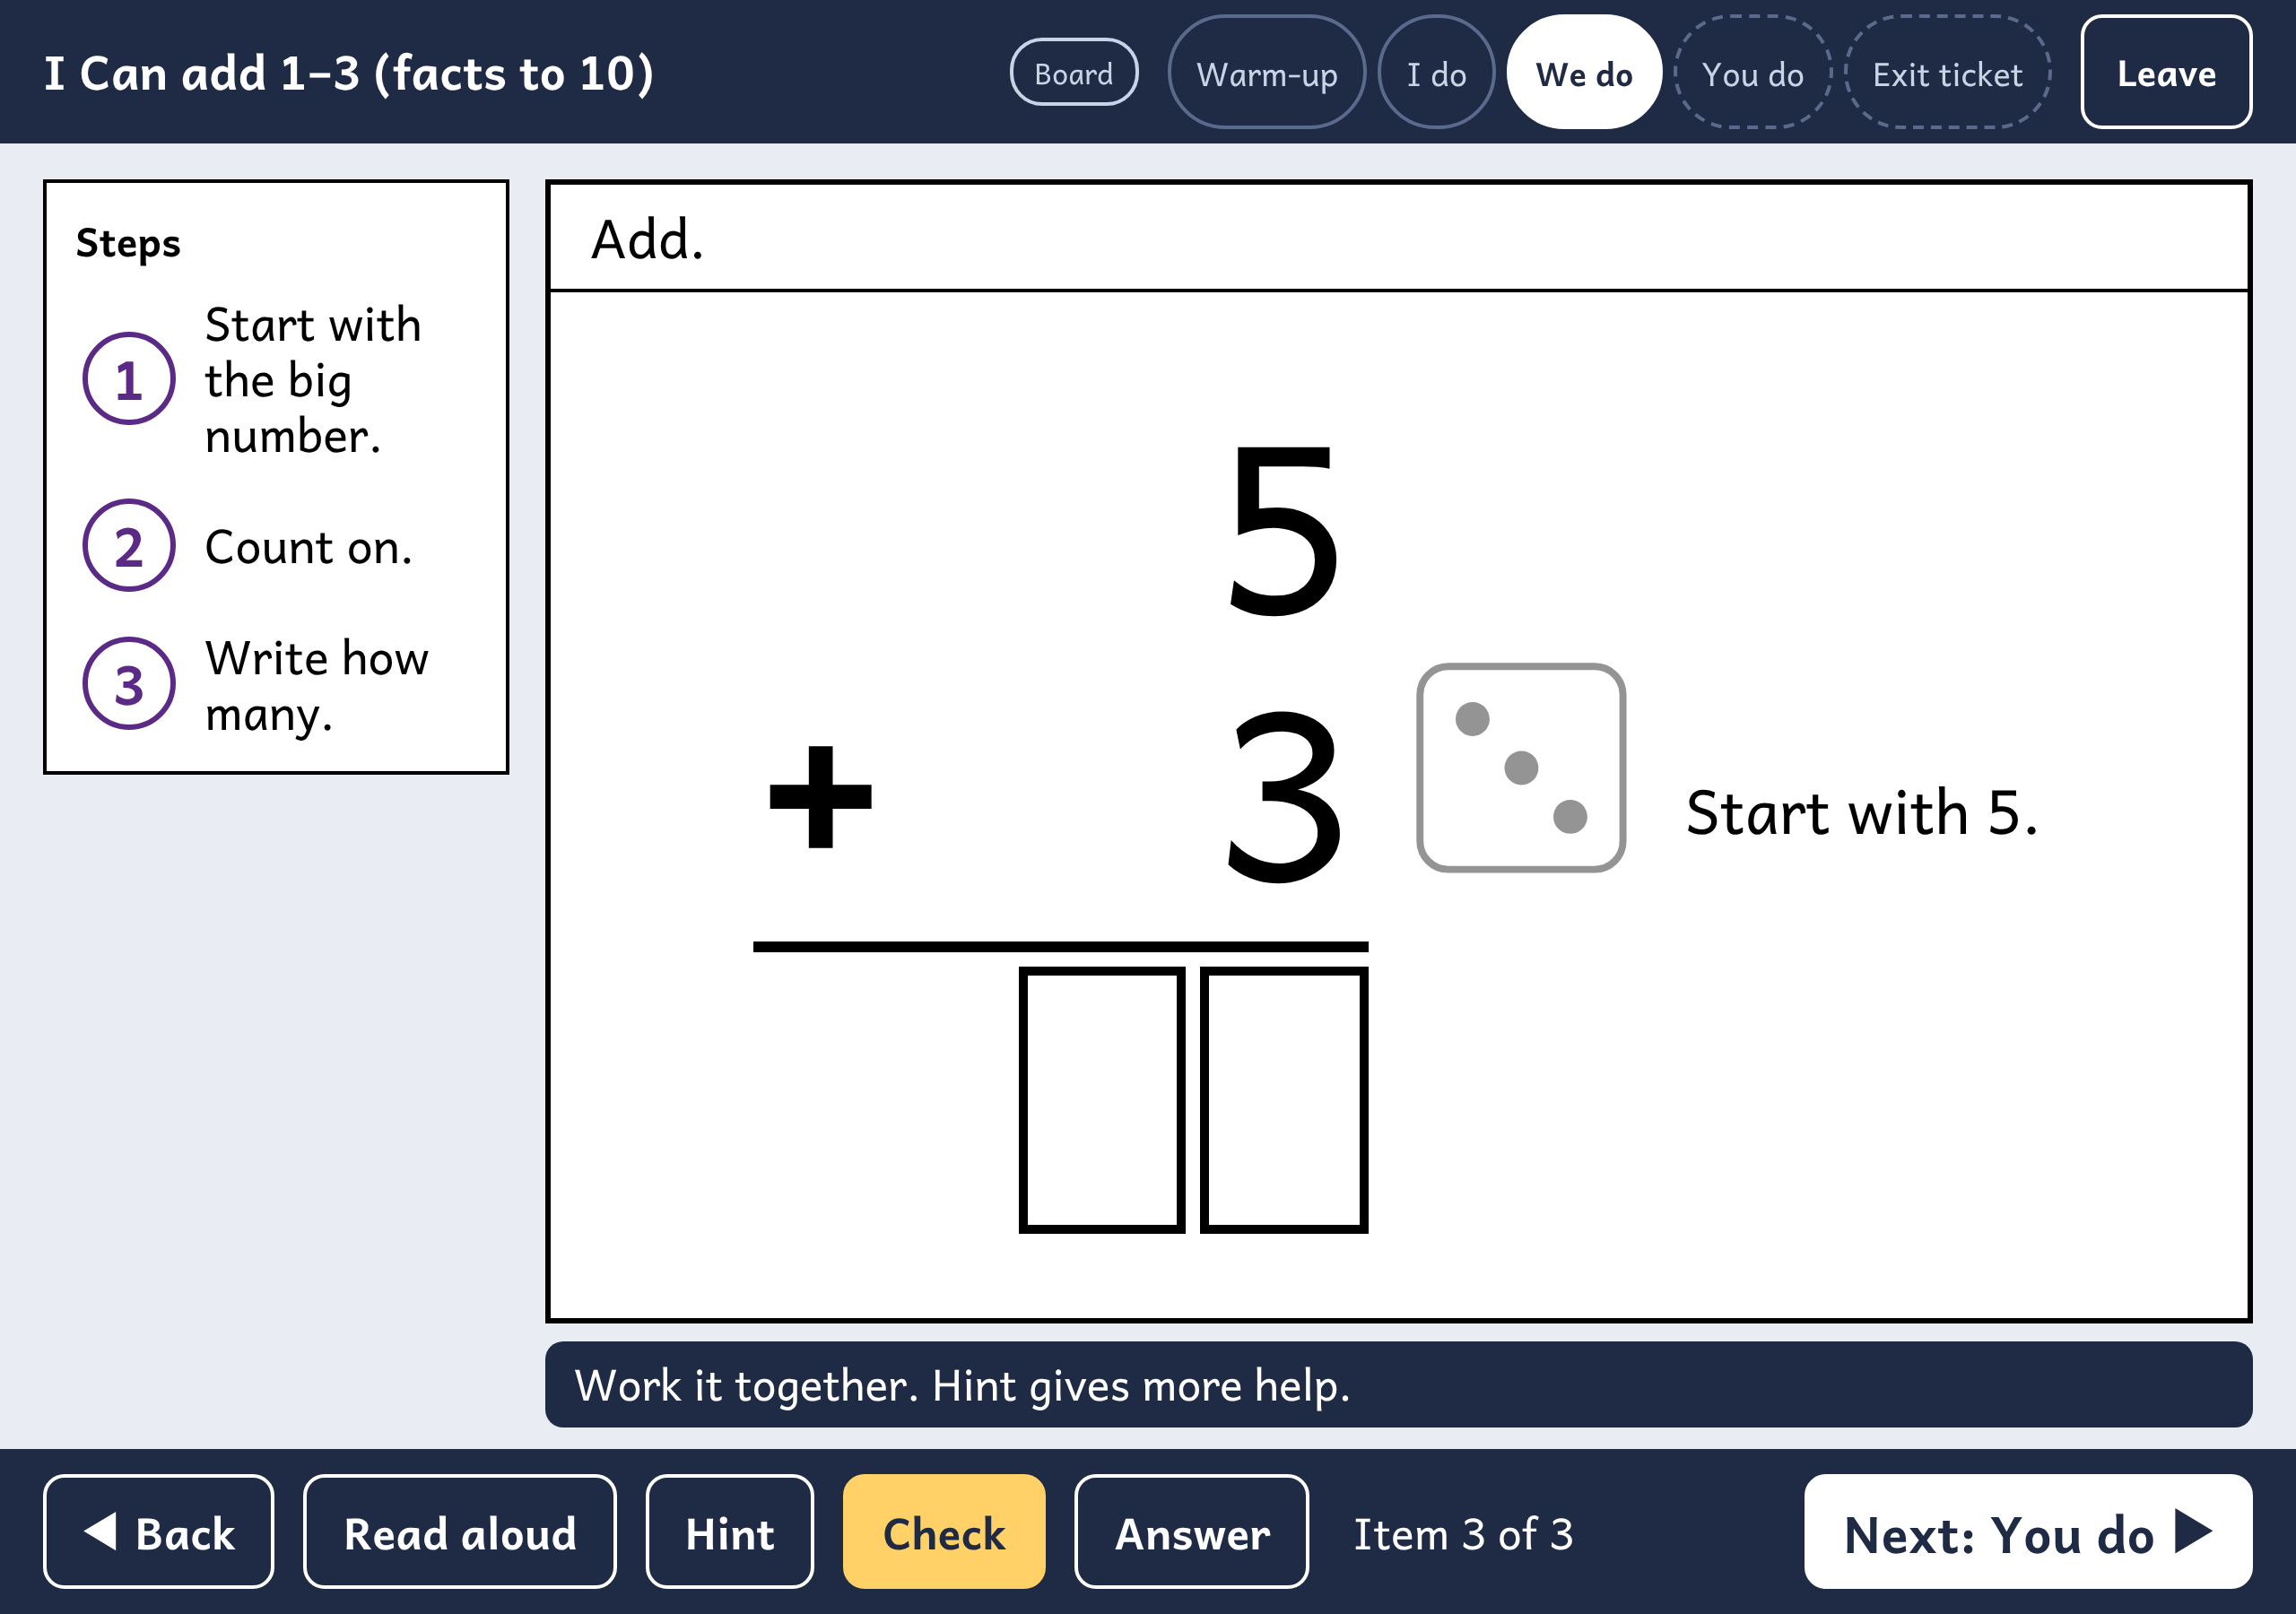 I Can add 1–3 (facts to 10)
Board
Warm-up
I do
We do
You do
Exit ticket
Leave
Steps
1
Start with
the big
number.
2
Count on.
3
Write how
many.
Add.
5
+ 3
Start with 5.
Work it together. Hint gives more help.
Back
Read aloud
Hint
Check
Answer
Item 3 of 3
Next: You do